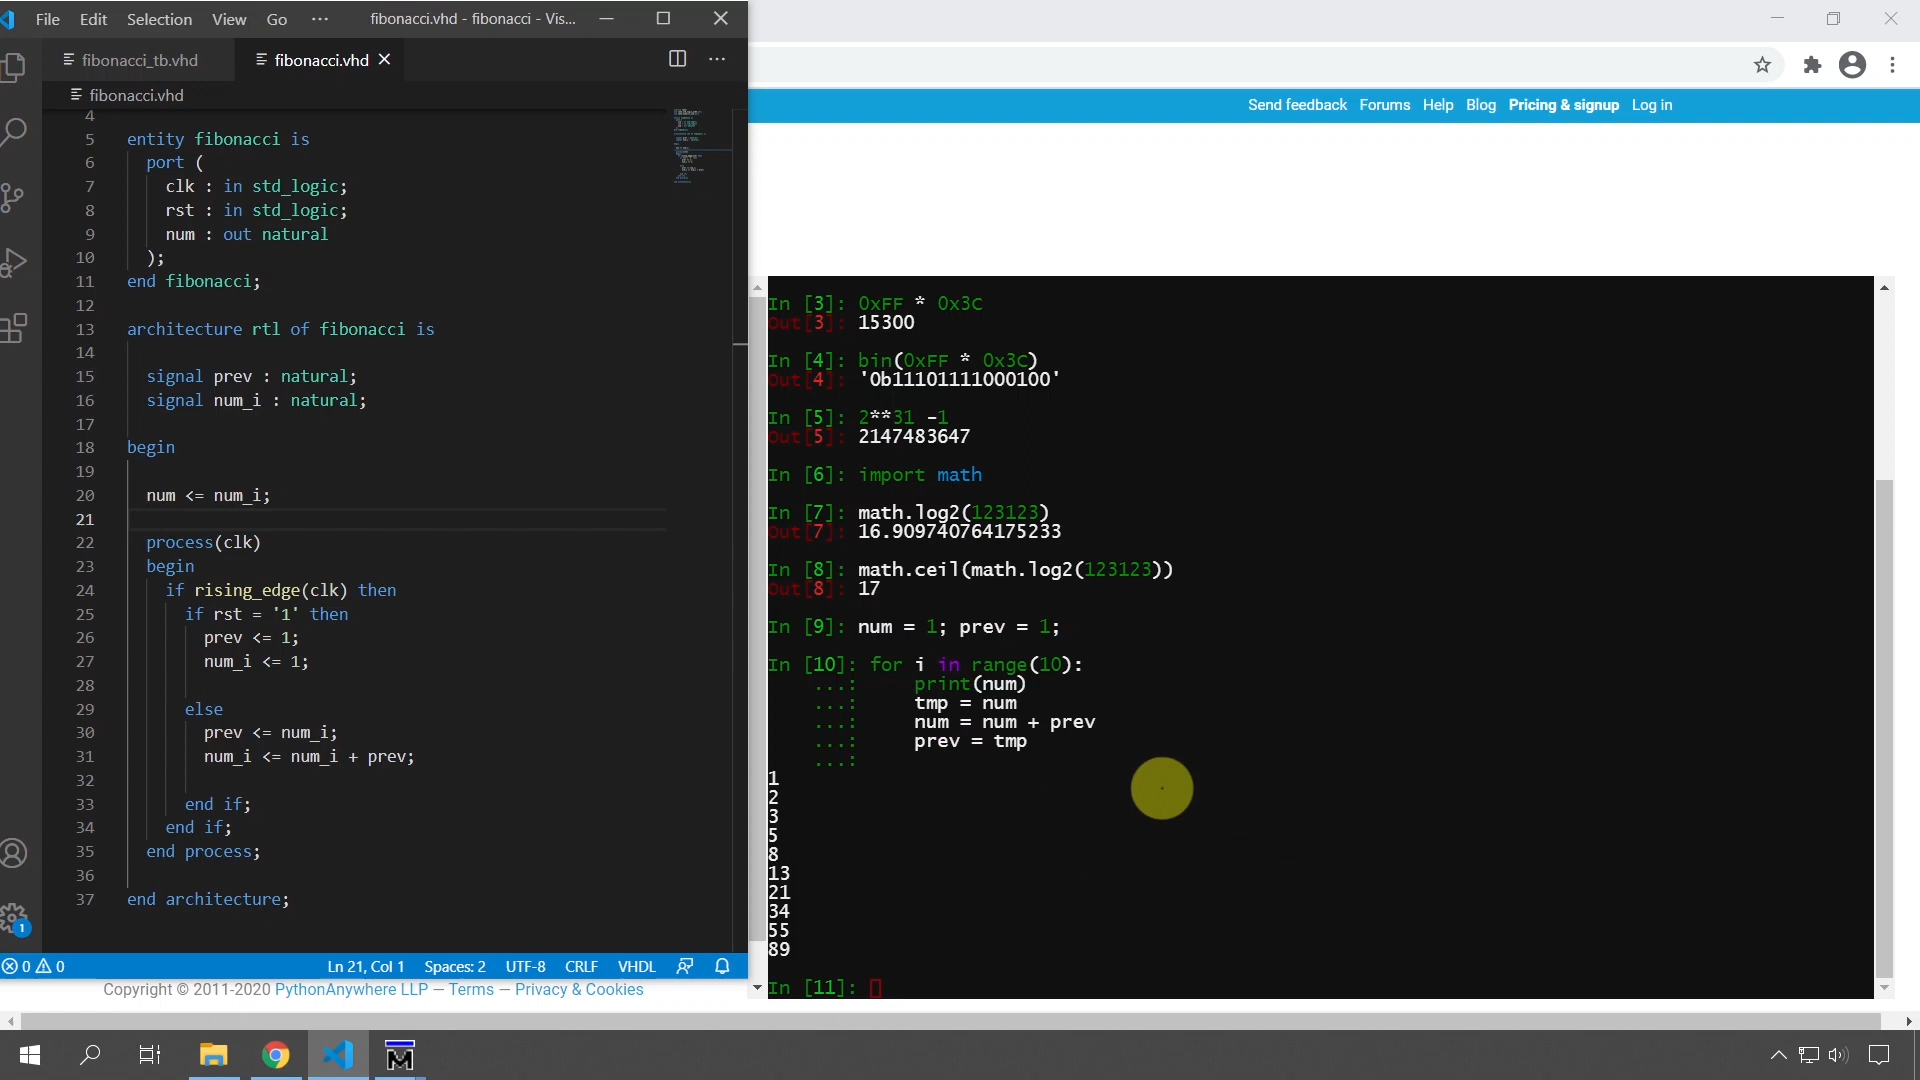 File Edit Selection View Go ··· fibonacci.vhd - fibonacci - Vis...
fibonacci_tb.vhd
fibonacci.vhd
fibonacci.vhd
4
5 entity fibonacci is
6 port (
7 clk : in std_logic;
8 rst : in std_logic;
9 num : out natural
10 );
11 end fibonacci;
12
13 architecture rtl of fibonacci is
14
15 signal prev : natural;
16 signal num_i : natural;
17
18 begin
19
20 num <= num_i;
21
22 process(clk)
23 begin
24 if rising_edge(clk) then
25 if rst = '1' then
26 prev <= 1;
27 num_i <= 1;
28
29 else
30 prev <= num_i;
31 num_i <= num_i + prev;
32
33 end if;
34 end if;
35 end process;
36
37 end architecture;
1
0 0 Ln 21, Col 1 Spaces: 2 UTF-8 CRLF VHDL
Copyright © 2011-2020 PythonAnywhere LLP — Terms — Privacy & Cookies
Send feedback Forums Help Blog Pricing & signup Log in
In [3]: 0xFF * 0x3C
Out[3]: 15300
In [4]: bin(0xFF * 0x3C)
Out[4]: '0b11101111000100'
In [5]: 2**31 -1
Out[5]: 2147483647
In [6]: import math
In [7]: math.log2(123123)
Out[7]: 16.909740764175233
In [8]: math.ceil(math.log2(123123))
Out[8]: 17
In [9]: num = 1; prev = 1;
In [10]: for i in range(10):
...: print(num)
...: tmp = num
...: num = num + prev
...: prev = tmp
...:
1
2
3
5
8
13
21
34
55
89
In [11]: